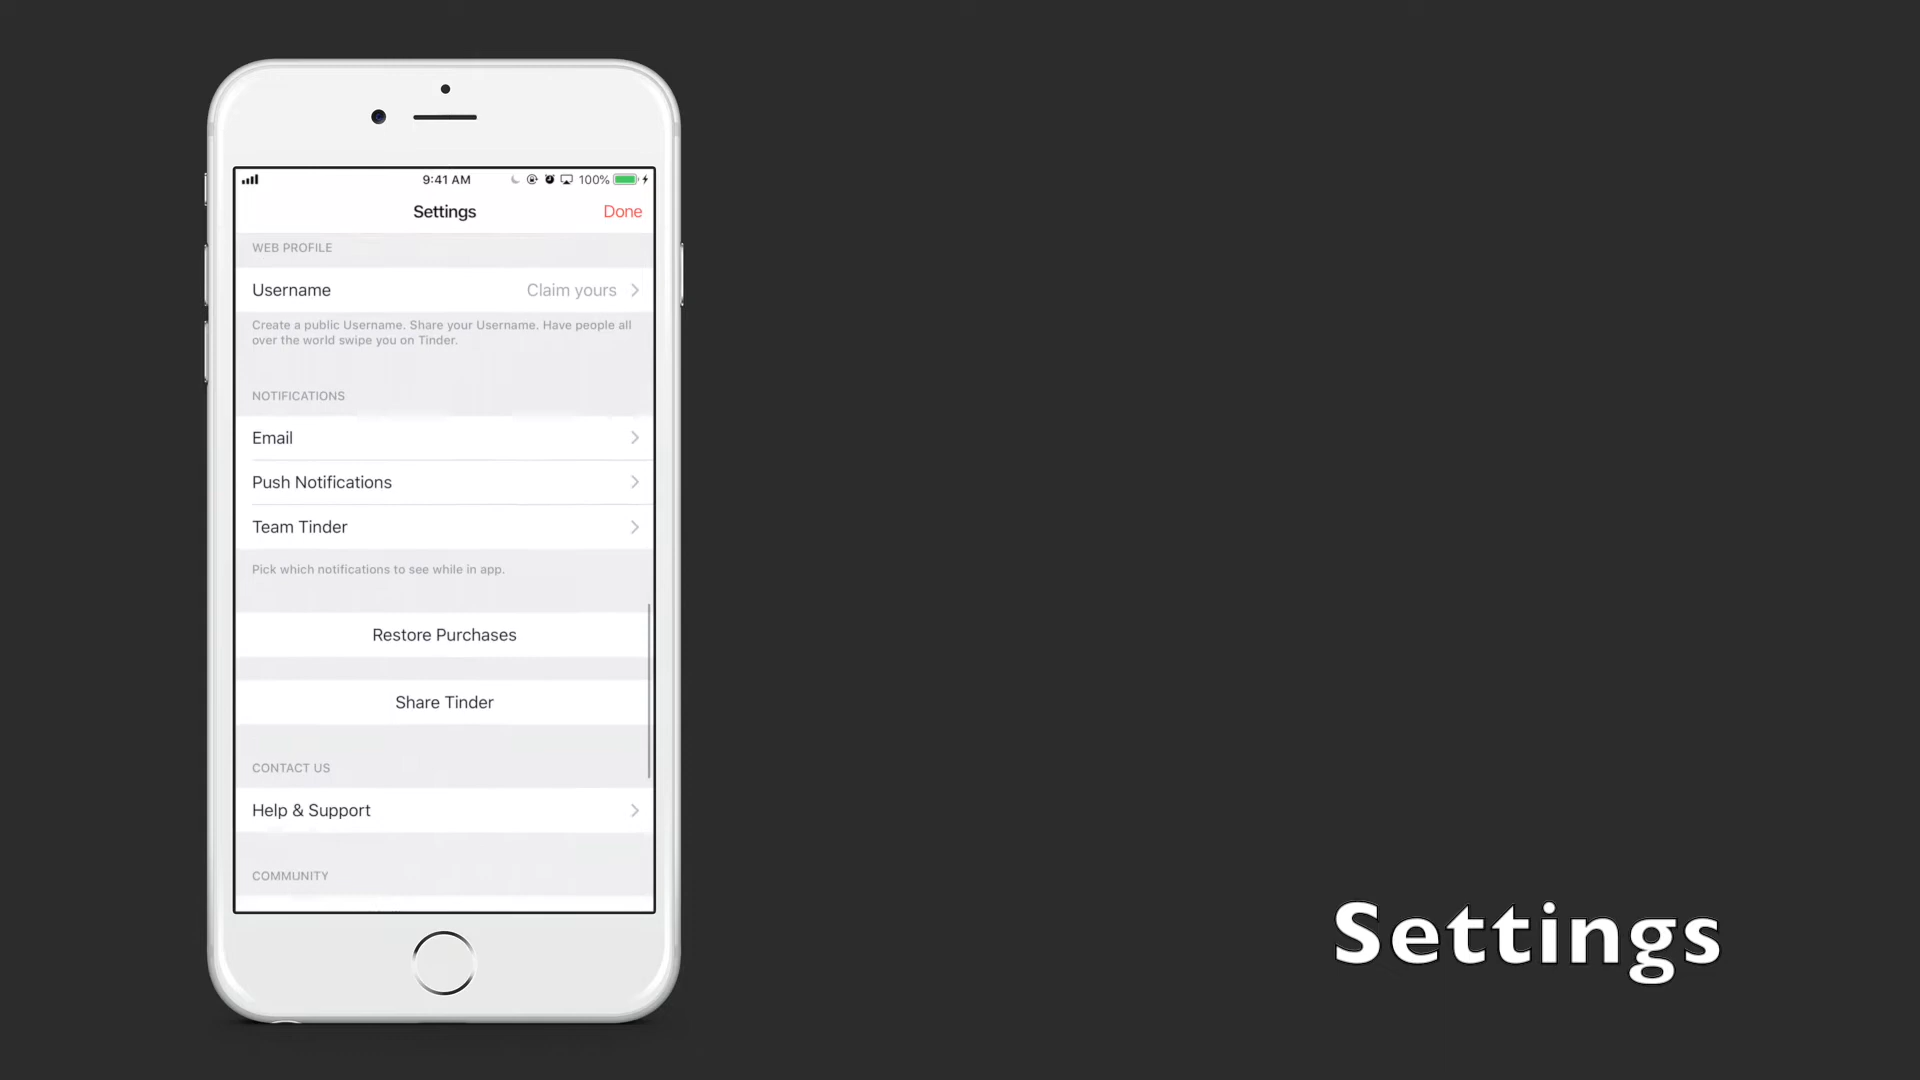 9:41 AM
100%
Settings
Done
WEB PROFILE
Username
Claim yours
Create a public Username. Share your Username. Have people all
over the world swipe you on Tinder.
NOTIFICATIONS
Email
Push Notifications
Team Tinder
Pick which notifications to see while in app.
Restore Purchases
Share Tinder
CONTACT US
Help & Support
COMMUNITY
Settings